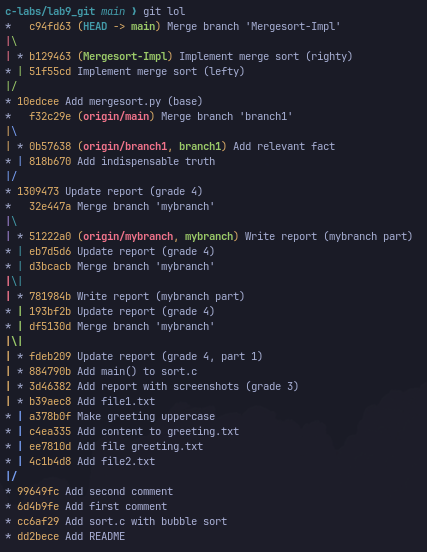 c-labs/lab9_git main ❱ git lol
*   c94fd63 (HEAD -> main) Merge branch 'Mergesort-Impl'
|\
| * b129463 (Mergesort-Impl) Implement merge sort (righty)
* | 51f55cd Implement merge sort (lefty)
|/
* 10edcee Add mergesort.py (base)
*   f32c29e (origin/main) Merge branch 'branch1'
|\
| * 0b57638 (origin/branch1, branch1) Add relevant fact
* | 818b670 Add indispensable truth
|/
* 1309473 Update report (grade 4)
*   32e447a Merge branch 'mybranch'
|\
| * 51222a0 (origin/mybranch, mybranch) Write report (mybranch part)
* | eb7d5d6 Update report (grade 4)
* | d3bcacb Merge branch 'mybranch'
|\|
| * 781984b Write report (mybranch part)
* | 193bf2b Update report (grade 4)
* | df5130d Merge branch 'mybranch'
|\|
| * fdeb209 Update report (grade 4, part 1)
| * 884790b Add main() to sort.c
| * 3d46382 Add report with screenshots (grade 3)
| * b39aec8 Add file1.txt
* | a378b0f Make greeting uppercase
* | c4ea335 Add content to greeting.txt
* | ee7810d Add file greeting.txt
* | 4c1b4d8 Add file2.txt
|/
* 99649fc Add second comment
* 6d4b9fe Add first comment
* cc6af29 Add sort.c with bubble sort
* dd2bece Add README